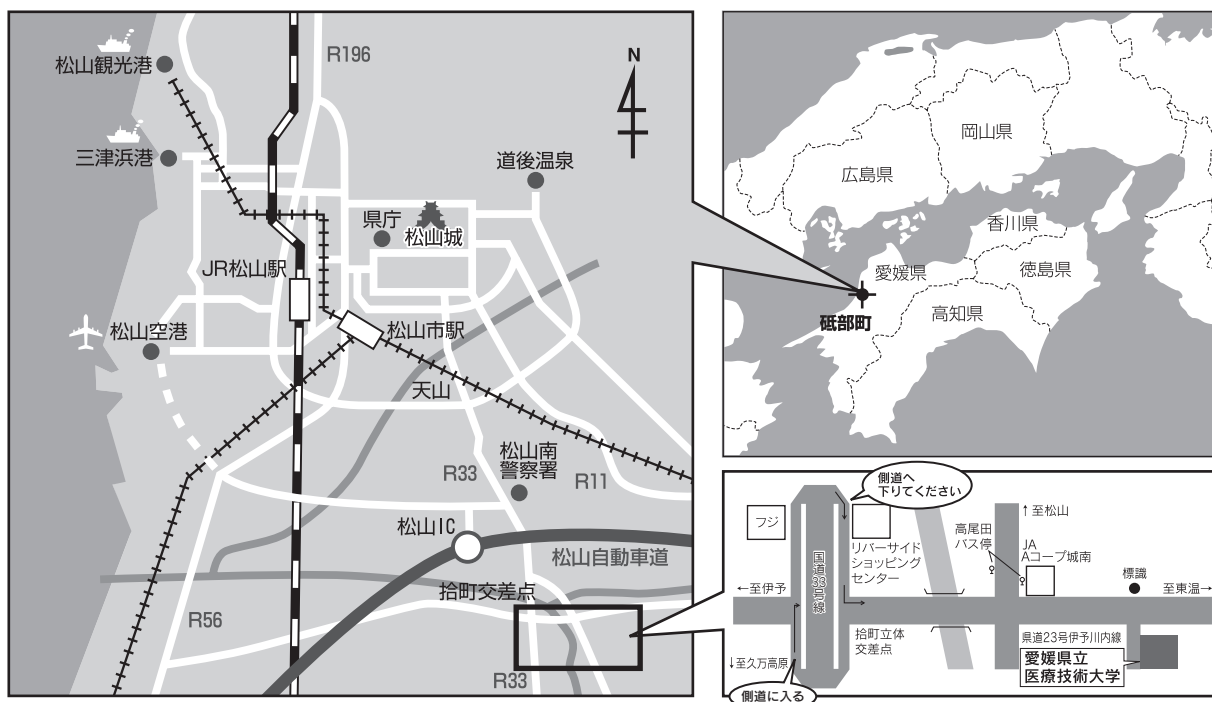 R196
N
松山観光港
三津浜港
道後温泉
県庁
松山城
JR松山駅
松山空港
松山市駅
天山
松山南
警察署
R33
R11
松山IC
松山自動車道
拾町交差点
R56
R33
岡山県
広島県
香川県
愛媛県
徳島県
高知県
砥部町
側道へ
下りてください
フジ
国道33号線
リバーサイド
ショッピング
センター
高尾田
バス停
↑至松山
JA
Aコープ城南
標識
←至伊予
至東温→
拾町立体
交差点
県道23号伊予川内線
愛媛県立
医療技術大学
↓至久万高原
側道に入る